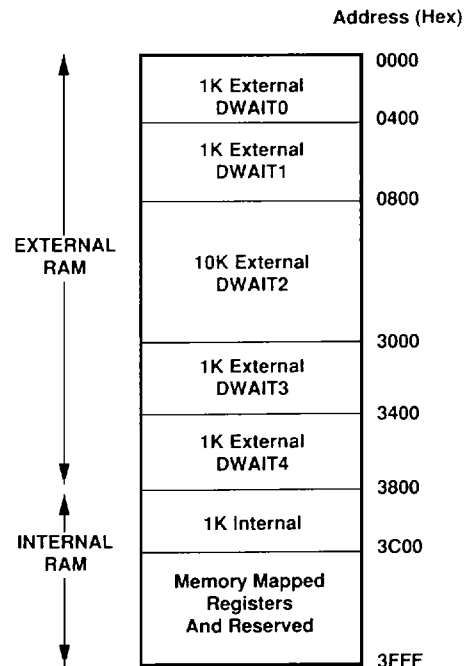 Address (Hex)
0000
1K External
DWAIT0
0400
1K External
DWAIT1
0800
EXTERNAL
RAM
10K External
DWAIT2
3000
1K External
DWAIT3
3400
1K External
DWAIT4
3800
1K Internal
INTERNAL
RAM
3C00
Memory Mapped
Registers
And Reserved
3FFF